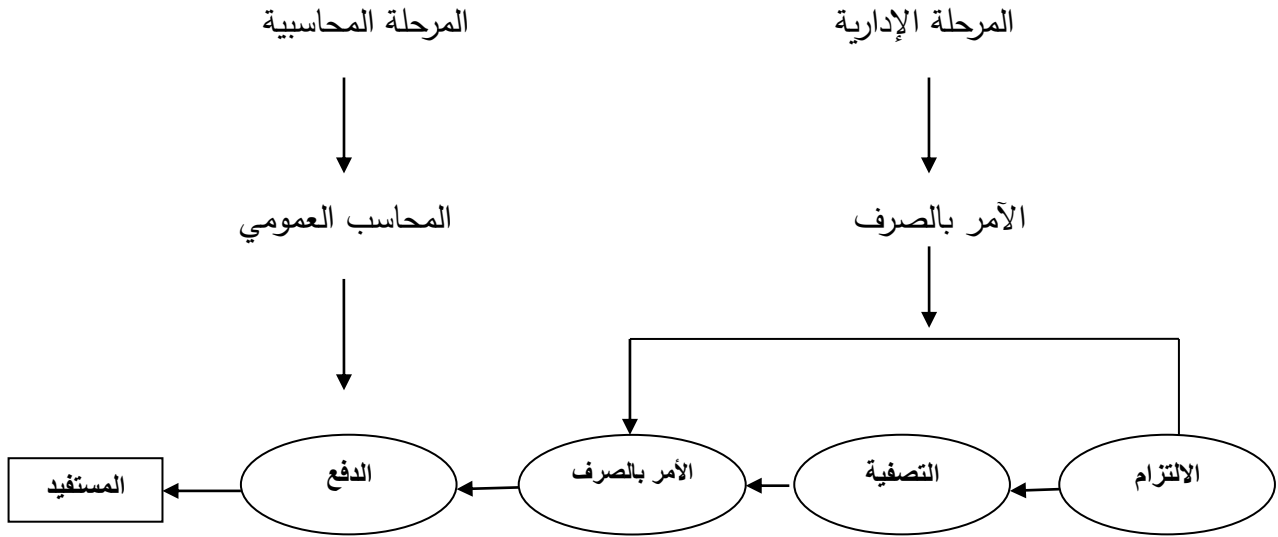 المرحلة الإدارية
المرحلة المحاسبية
الآمر بالصرف
المحاسب العمومي
الالتزام
التصفية
الأمر بالصرف
الدفع
المستفيد